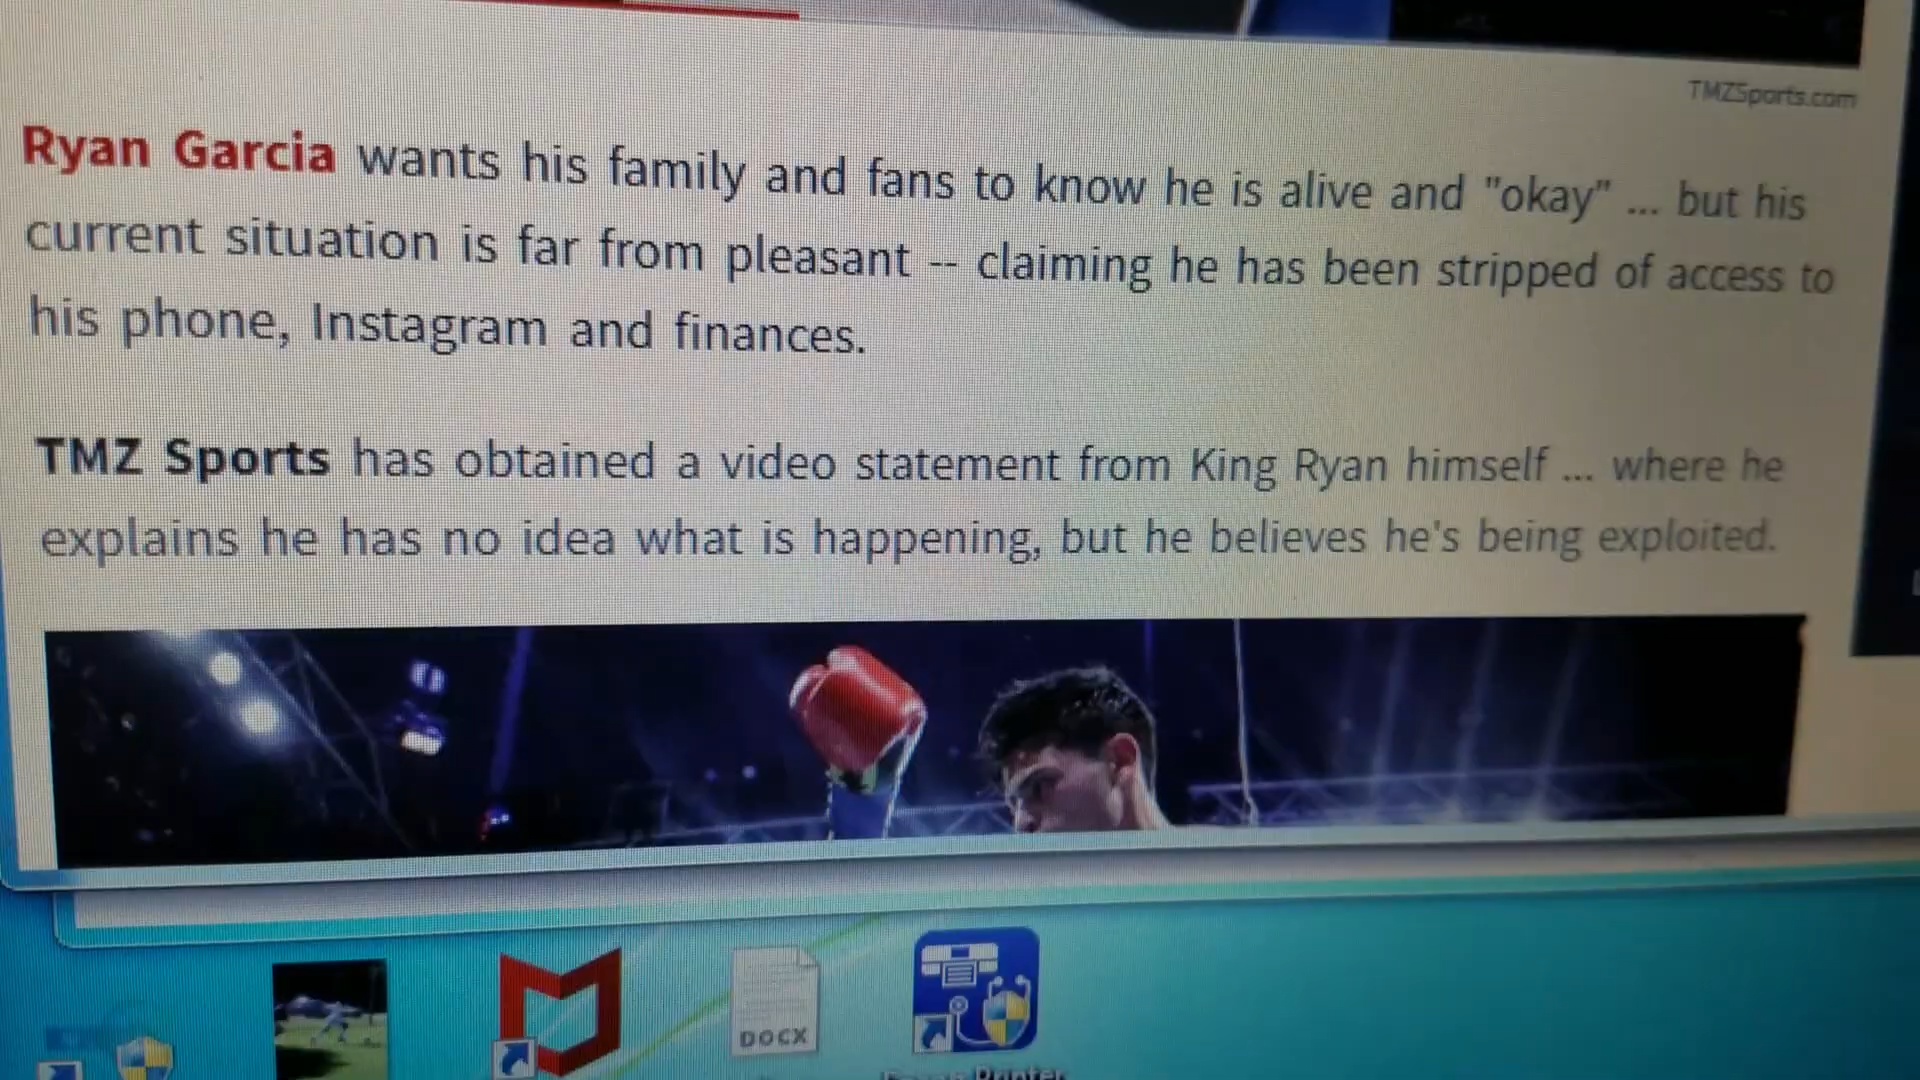 TMZSports.com
Ryan Garcia wants his family and fans to know he is alive and "okay" ... but his
current situation is far from pleasant -- claiming he has been stripped of access to
his phone, Instagram and finances.
TMZ Sports has obtained a video statement from King Ryan himself ... where he
explains he has no idea what is happening, but he believes he's being exploited.
DOCX
Printer